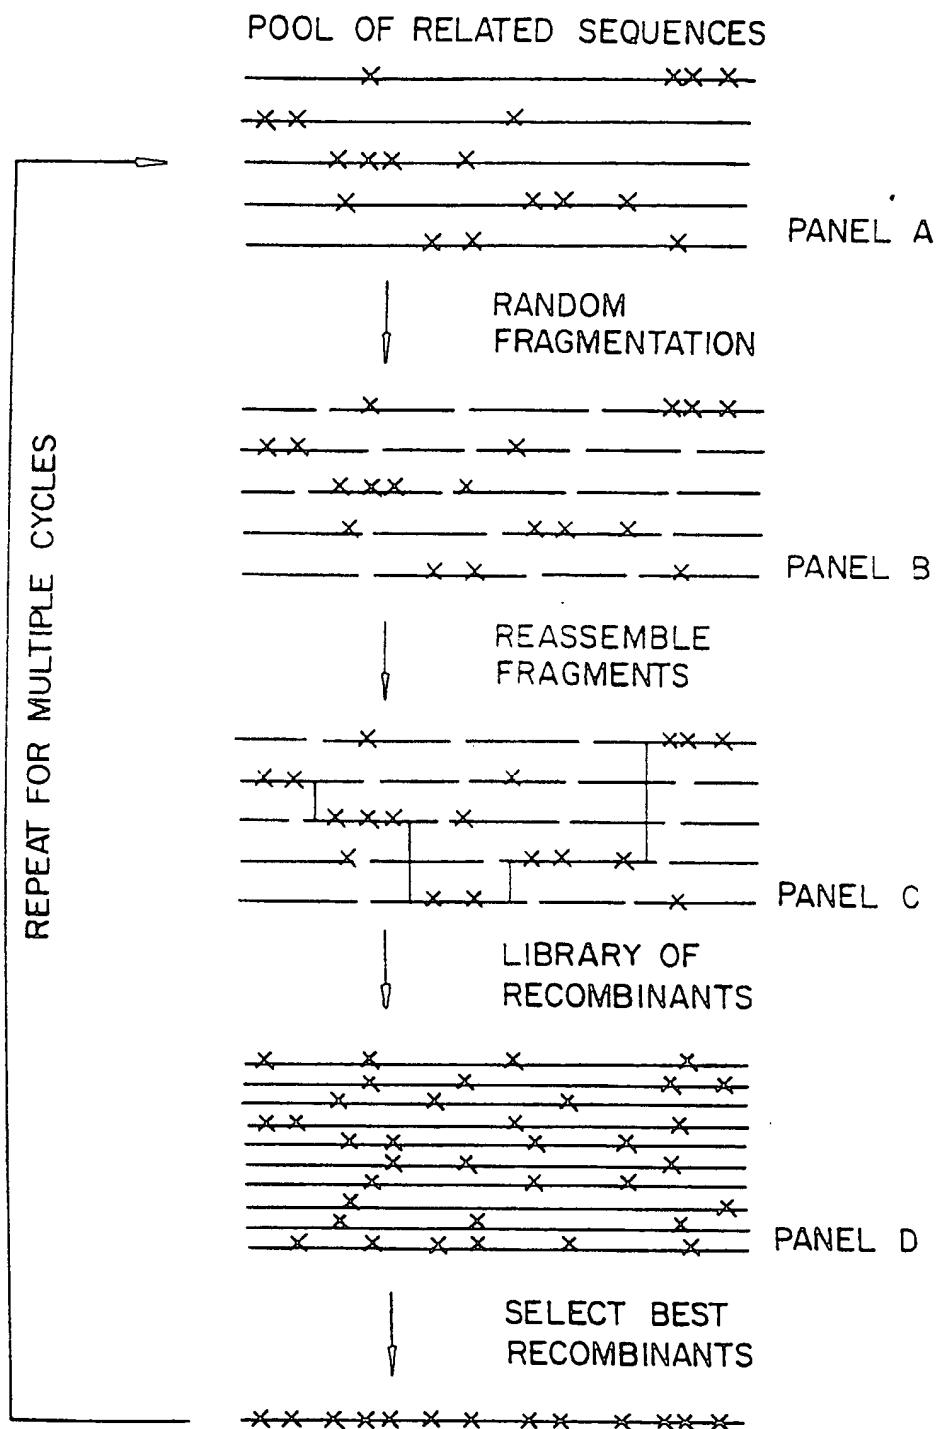 POOL OF RELATED SEQUENCES
PANEL A
RANDOM
FRAGMENTATION
PANEL B
REASSEMBLE
FRAGMENTS
PANEL C
LIBRARY OF
RECOMBINANTS
PANEL D
SELECT BEST
RECOMBINANTS
REPEAT FOR MULTIPLE CYCLES